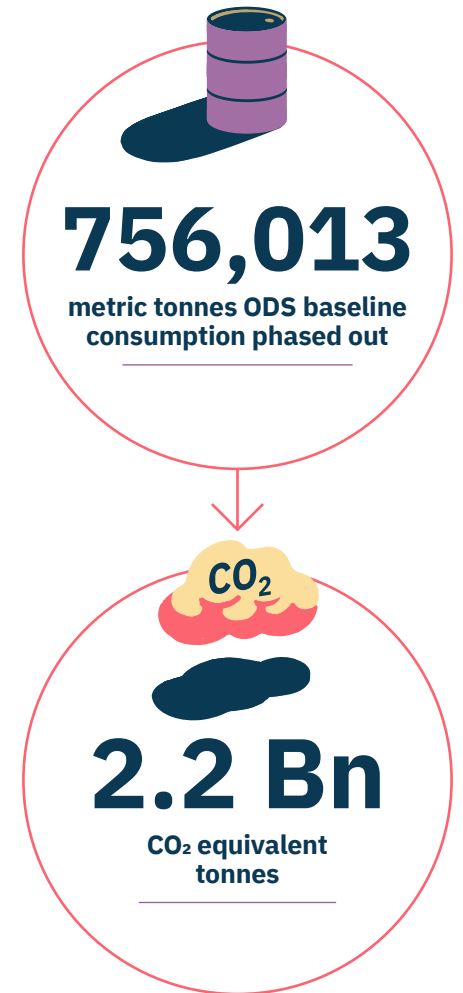 756,013
metric tonnes ODS baseline
consumption phased out
CO₂
2.2 Bn
CO₂ equivalent
tonnes